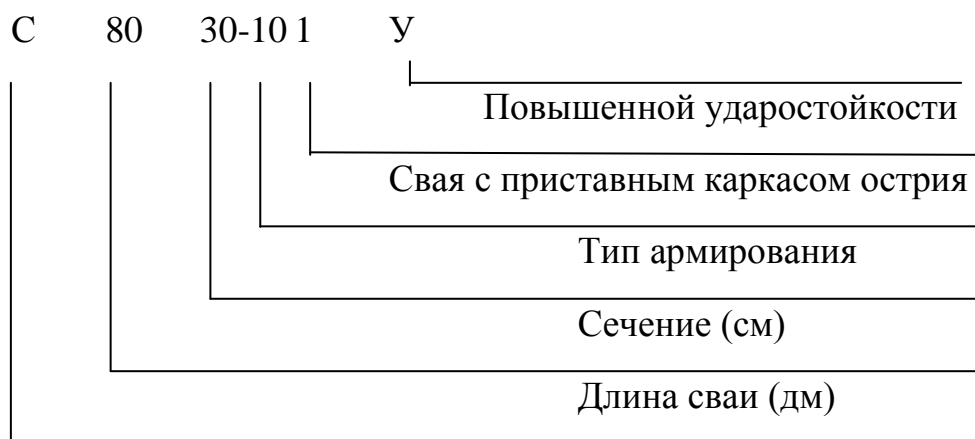 С 80 30-10 1 У
Повышенной ударостойкости
Свая с приставным каркасом острия
Тип армирования
Сечение (см)
Длина сваи (дм)